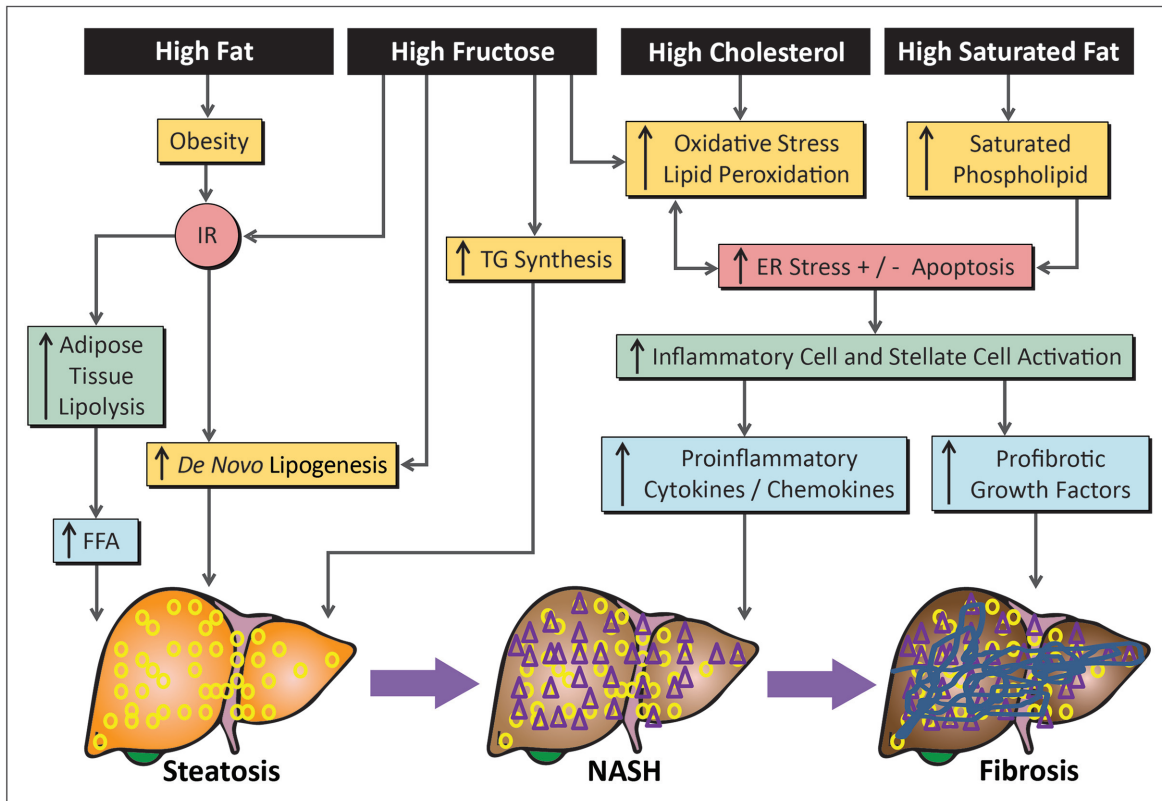 High Fat
High Fructose
High Cholesterol
High Saturated Fat
Obesity
Oxidative Stress
Lipid Peroxidation
Saturated
Phospholipid
IR
TG Synthesis
ER Stress + / - Apoptosis
Adipose
Tissue
Lipolysis
Inflammatory Cell and Stellate Cell Activation
De Novo Lipogenesis
Proinflammatory
Cytokines / Chemokines
Profibrotic
Growth Factors
FFA
Steatosis
NASH
Fibrosis